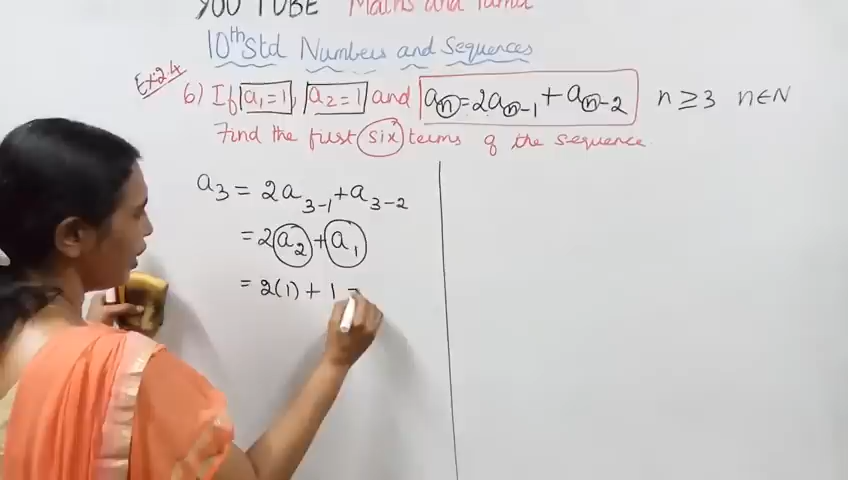 YOU TUBE Maths and Tamil
10th Std Numbers and Sequences
Ex:2.4
6) If a₁=1, a₂=1 and aₙ=2aₙ₋₁+aₙ₋₂ n≥3 n∈N
Find the first six terms of the sequence.
a₃ = 2a₃₋₁+a₃₋₂
=2a₂+a₁
= 2(1)+1 =